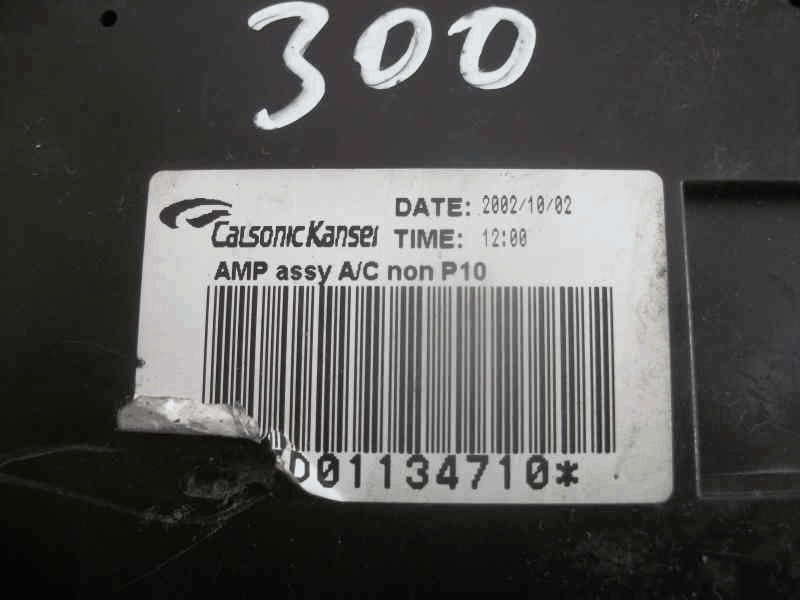 300
CalsonicKansei
DATE: 2002/10/02
TIME: 12:00
AMP assy A/C non P10
D01134710*